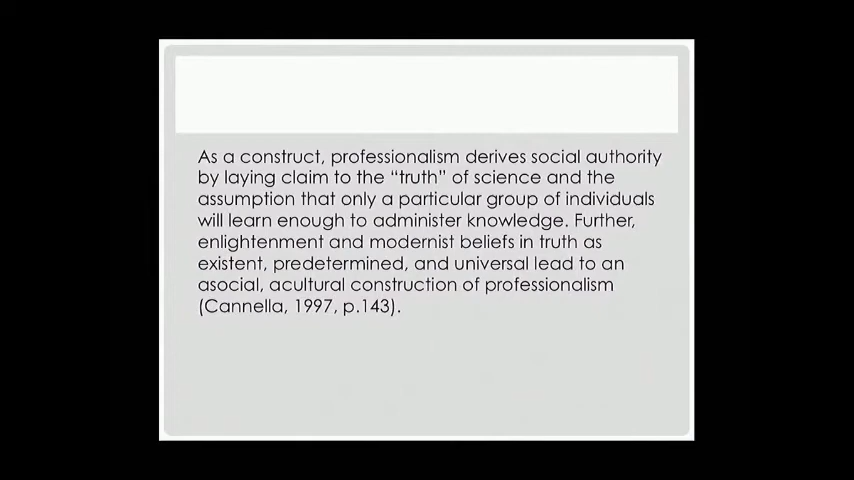 As a construct, professionalism derives social authority
by laying claim to the “truth” of science and the
assumption that only a particular group of individuals
will learn enough to administer knowledge. Further,
enlightenment and modernist beliefs in truth as
existent, predetermined, and universal lead to an
asocial, acultural construction of professionalism
(Cannella, 1997, p.143).